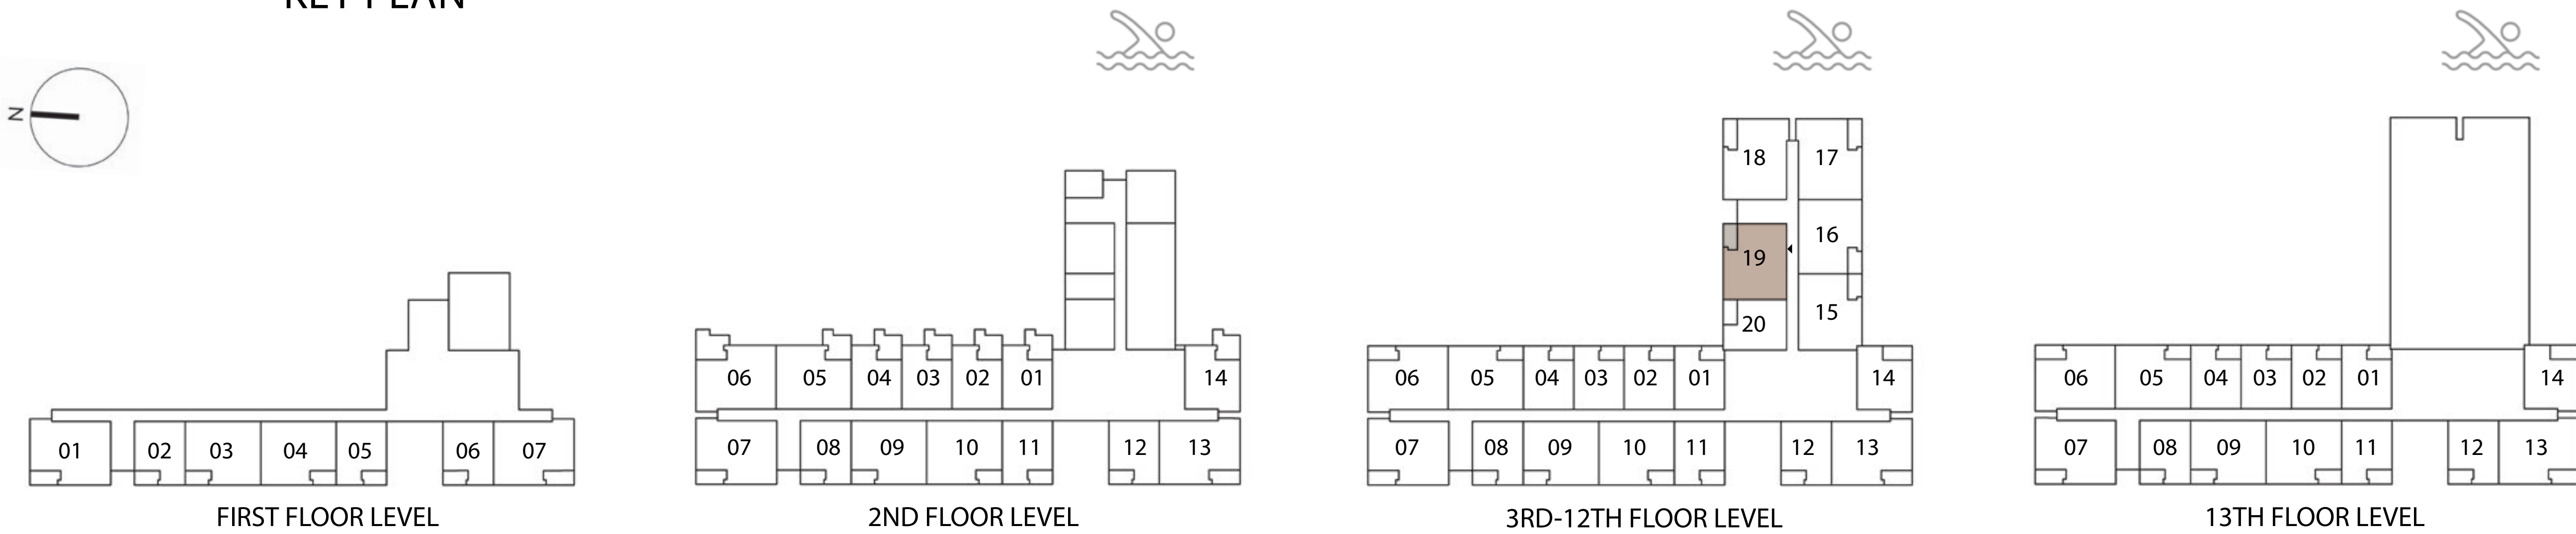 KEY PLAN
N
18 17
16
19
15
20
06 05 04 03 02 01 14
06 05 04 03 02 01 14
06 05 04 03 02 01 14
01 02 03 04 05 06 07
07 08 09 10 11 12 13
07 08 09 10 11 12 13
07 08 09 10 11 12 13
FIRST FLOOR LEVEL
2ND FLOOR LEVEL
3RD-12TH FLOOR LEVEL
13TH FLOOR LEVEL